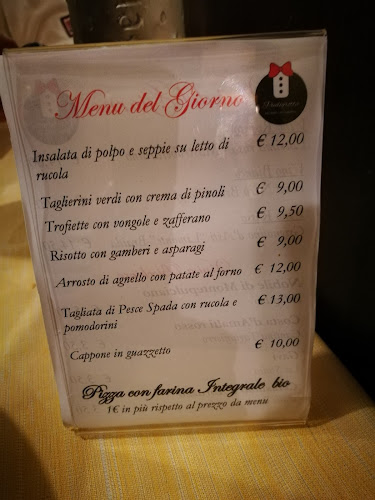 Menu del Giorno
Insalata di polpo e seppie su letto di € 12,00
rucola
Taglierini verdi con crema di pinoli € 9,00
Trofiette con vongole e zafferano € 9,50
Risotto con gamberi e asparagi € 9,00
Arrosto di agnello con patate al forno € 12,00
Tagliata di Pesce Spada con rucola e € 13,00
pomodorini
Cappone in guazzetto € 10,00
Pizza con farina Integrale bio
1€ in più rispetto al prezzo da menu